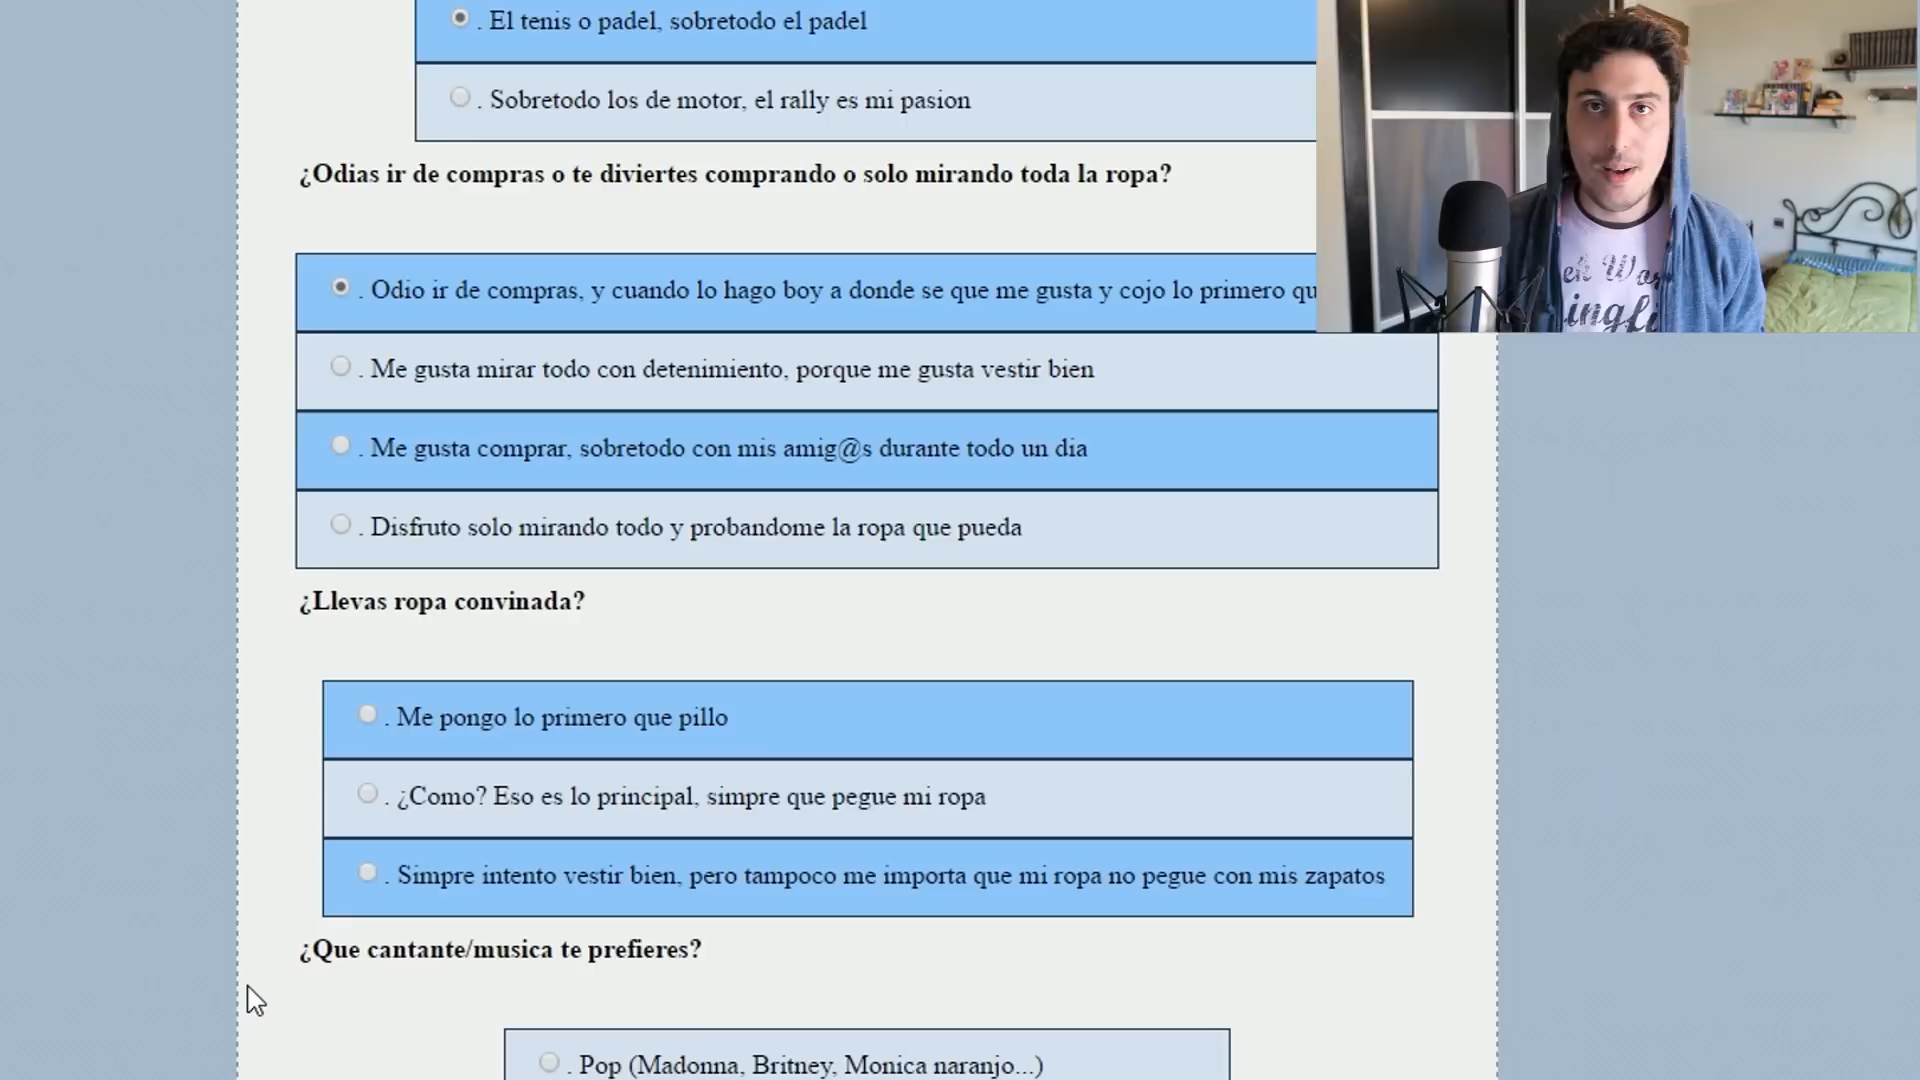 . El tenis o padel, sobretodo el padel
. Sobretodo los de motor, el rally es mi pasion
¿Odias ir de compras o te diviertes comprando o solo mirando toda la ropa?
. Odio ir de compras, y cuando lo hago boy a donde se que me gusta y cojo lo primero
. Me gusta mirar todo con detenimiento, porque me gusta vestir bien
. Me gusta comprar, sobretodo con mis amig@s durante todo un dia
. Disfruto solo mirando todo y probandome la ropa que pueda
¿Llevas ropa convinada?
. Me pongo lo primero que pillo
. ¿Como? Eso es lo principal, simpre que pegue mi ropa
. Simpre intento vestir bien, pero tampoco me importa que mi ropa no pegue con mis zapatos
¿Que cantante/musica te prefieres?
. Pop (Madonna, Britney, Monica naranjo...)